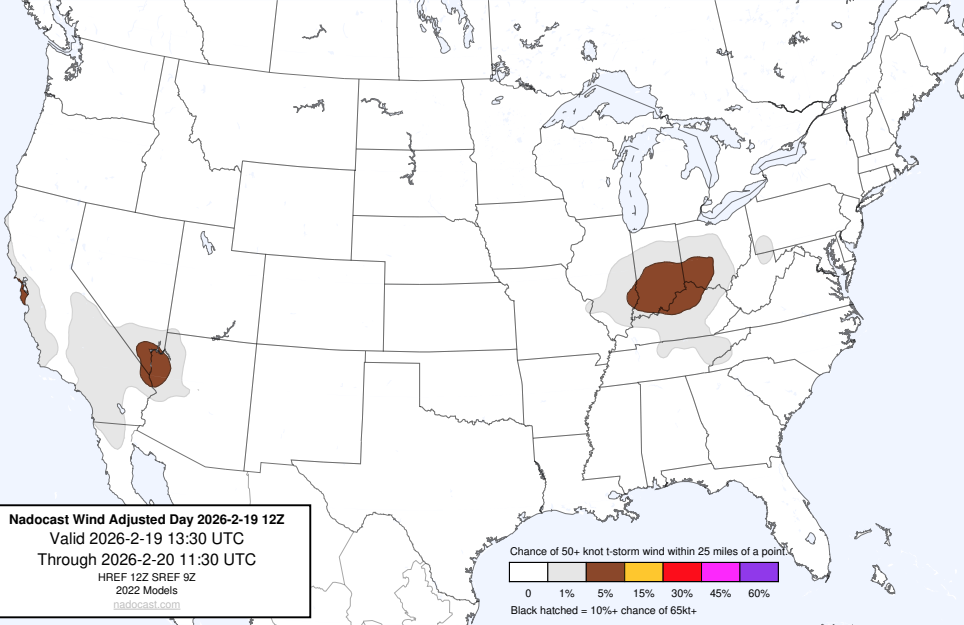 Nadocast Wind Adjusted Day 2026-2-19 12Z
Valid 2026-2-19 13:30 UTC
Through 2026-2-20 11:30 UTC
HREF 12Z SREF 9Z
2022 Models
nadocast.com
Chance of 50+ knot t-storm wind within 25 miles of a point.
0 1% 5% 15% 30% 45% 60%
Black hatched = 10%+ chance of 65kt+